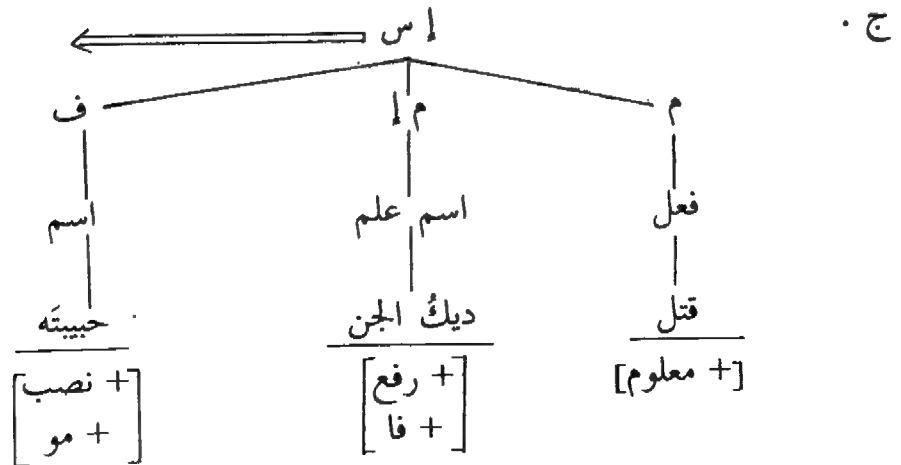 ج .
إ س
م م إ ف
فعل اسم علم اسم
قتل ديكُ الجن حبيبتَه
[+ معلوم] [+ رفع [+ نصب
+ فا] + مو]